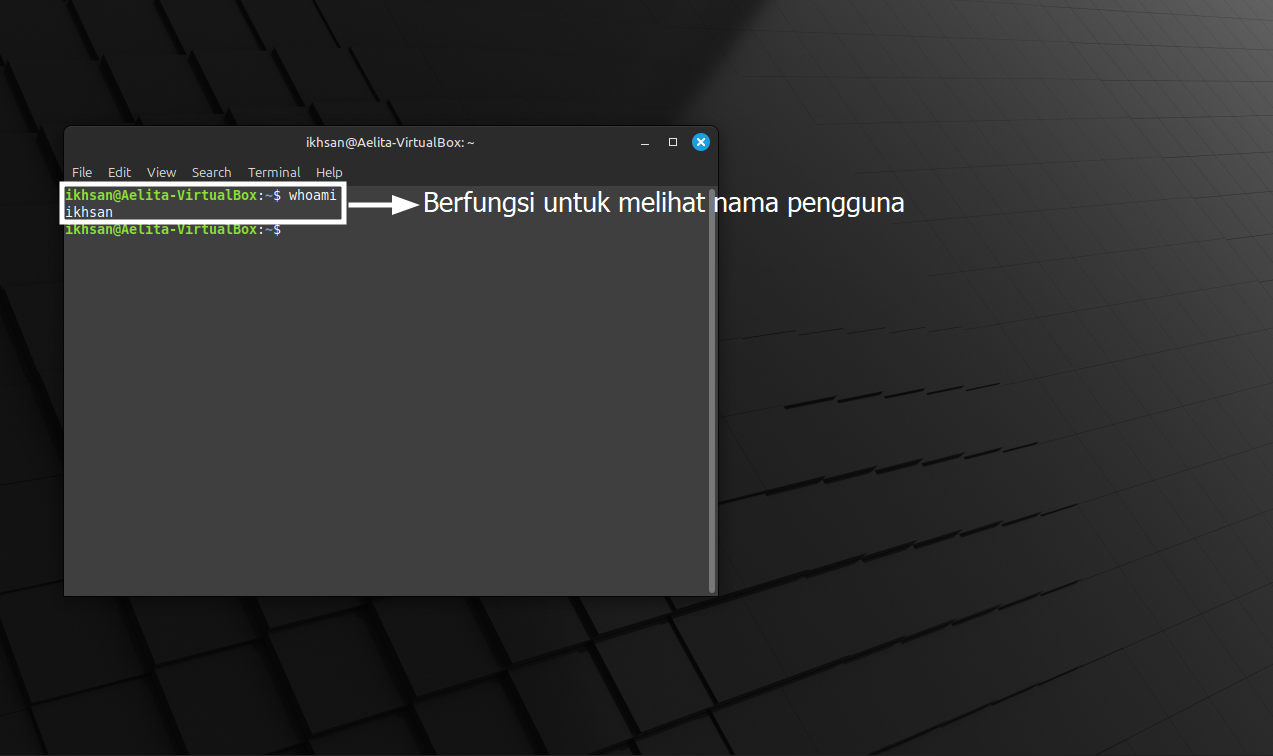 ikhsan@Aelita-VirtualBox: ~
File Edit View Search Terminal Help
ikhsan@Aelita-VirtualBox:~$ whoami
ikhsan
ikhsan@Aelita-VirtualBox:~$
Berfungsi untuk melihat nama pengguna